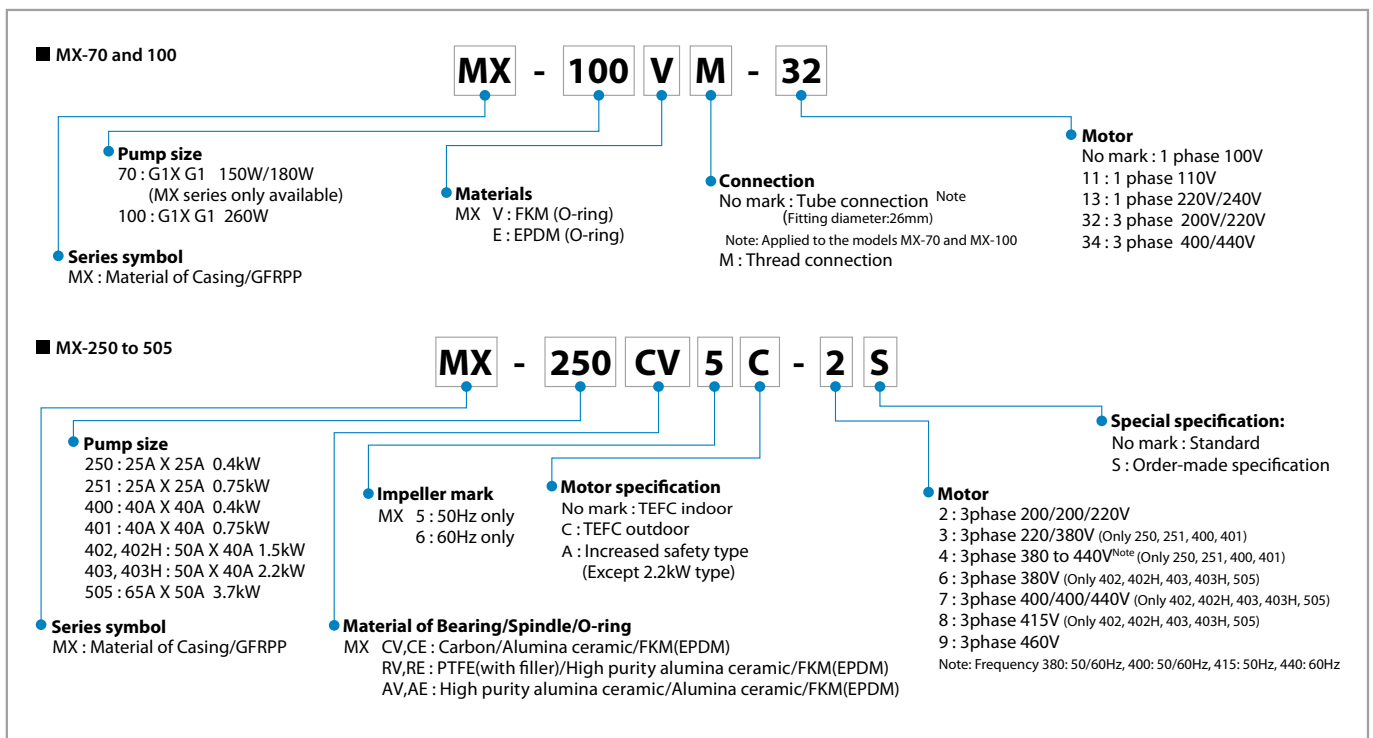 ■ MX-70 and 100
MX - 100 V M - 32
Pump size
70 : G1X G1 150W/180W
(MX series only available)
100 : G1X G1 260W
Series symbol
MX : Material of Casing/GFRPP
Materials
MX V : FKM (O-ring)
E : EPDM (O-ring)
Connection
No mark : Tube connection Note
(Fitting diameter:26mm)
Note: Applied to the models MX-70 and MX-100
M : Thread connection
Motor
No mark : 1 phase 100V
11 : 1 phase 110V
13 : 1 phase 220V/240V
32 : 3 phase 200V/220V
34 : 3 phase 400/440V
■ MX-250 to 505
MX - 250 CV 5 C - 2 S
Pump size
250 : 25A X 25A 0.4kW
251 : 25A X 25A 0.75kW
400 : 40A X 40A 0.4kW
401 : 40A X 40A 0.75kW
402, 402H : 50A X 40A 1.5kW
403, 403H : 50A X 40A 2.2kW
505 : 65A X 50A 3.7kW
Series symbol
MX : Material of Casing/GFRPP
Impeller mark
MX 5 : 50Hz only
6 : 60Hz only
Motor specification
No mark : TEFC indoor
C : TEFC outdoor
A : Increased safety type
(Except 2.2kW type)
Material of Bearing/Spindle/O-ring
MX CV,CE : Carbon/Alumina ceramic/FKM(EPDM)
RV,RE : PTFE(with filler)/High purity alumina ceramic/FKM(EPDM)
AV,AE : High purity alumina ceramic/Alumina ceramic/FKM(EPDM)
Special specification:
No mark : Standard
S : Order-made specification
Motor
2 : 3phase 200/200/220V
3 : 3phase 220/380V (Only 250, 251, 400, 401)
4 : 3phase 380 to 440V Note (Only 250, 251, 400, 401)
6 : 3phase 380V (Only 402, 402H, 403, 403H, 505)
7 : 3phase 400/400/440V (Only 402, 402H, 403, 403H, 505)
8 : 3phase 415V (Only 402, 402H, 403, 403H, 505)
9 : 3phase 460V
Note: Frequency 380: 50/60Hz, 400: 50/60Hz, 415: 50Hz, 440: 60Hz